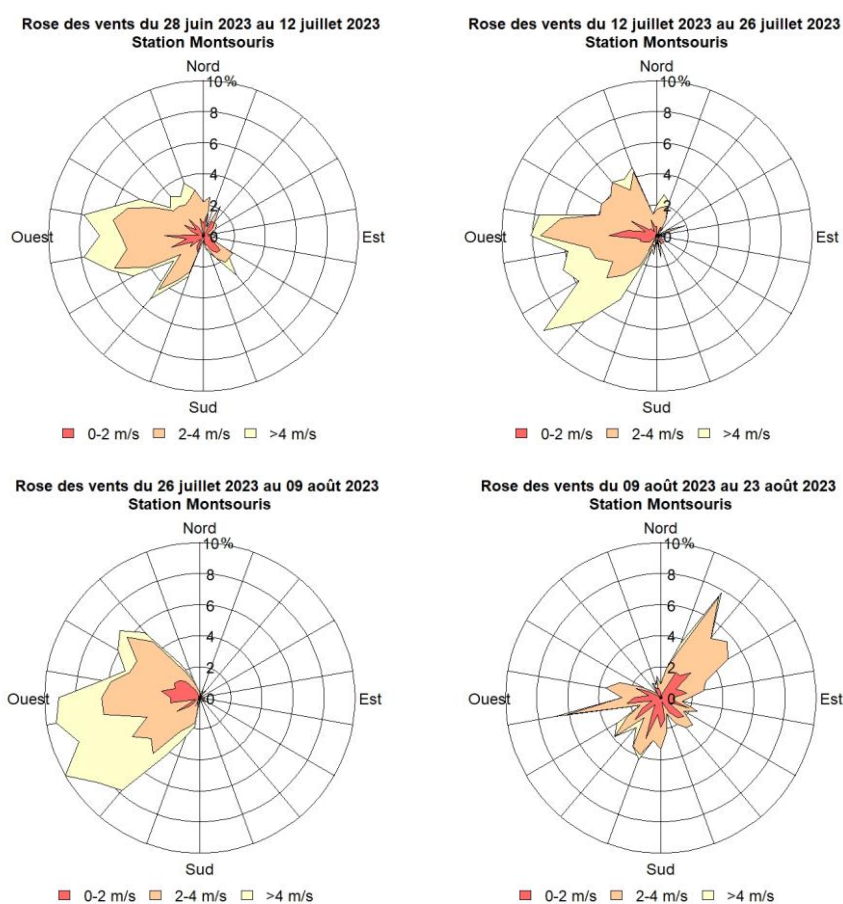 Rose des vents du 28 juin 2023 au 12 juillet 2023
Station Montsouris
Nord
10%
8
6
4
2
0
Ouest
Est
Sud
0-2 m/s 2-4 m/s >4 m/s
Rose des vents du 12 juillet 2023 au 26 juillet 2023
Station Montsouris
Nord
10%
8
6
4
2
0
Ouest
Est
Sud
0-2 m/s 2-4 m/s >4 m/s
Rose des vents du 26 juillet 2023 au 09 août 2023
Station Montsouris
Nord
10%
8
6
4
2
0
Ouest
Est
Sud
0-2 m/s 2-4 m/s >4 m/s
Rose des vents du 09 août 2023 au 23 août 2023
Station Montsouris
Nord
10%
8
6
4
2
0
Ouest
Est
Sud
0-2 m/s 2-4 m/s >4 m/s